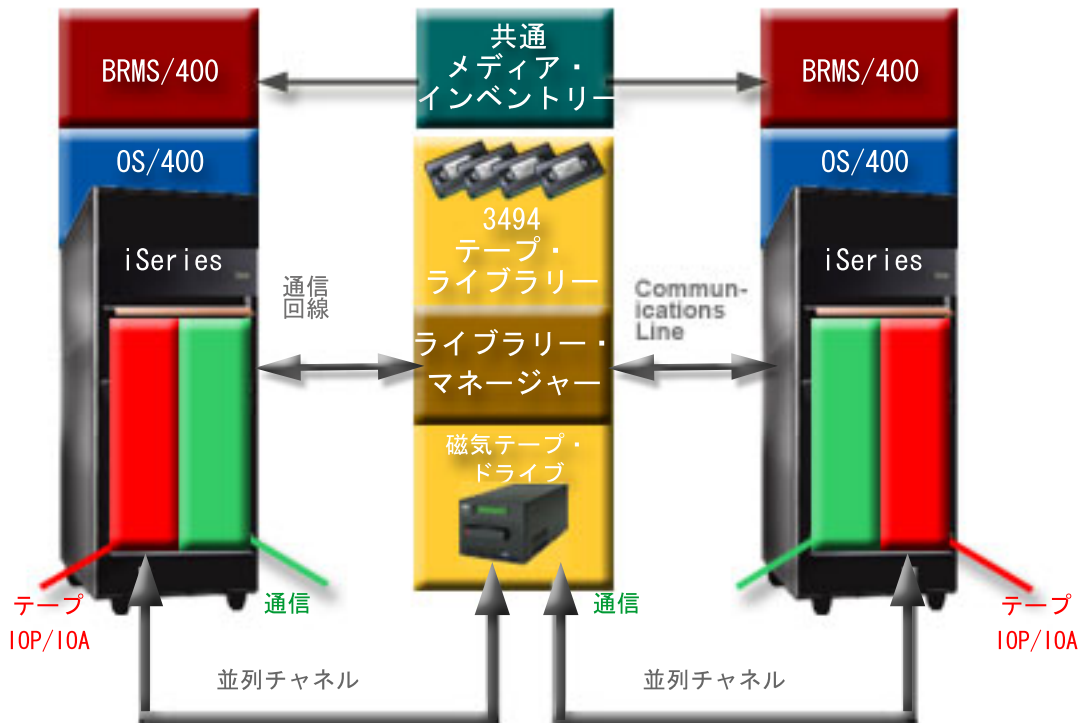 BRMS/400
共通
メディア・
インベントリー
BRMS/400
OS/400
OS/400
3494
テープ・
ライブラリー
iSeries
iSeries
通信
回線
Commun-
ications
Line
ライブラリー・
マネージャー
磁気テープ・
ドライブ
テープ
IOP/IOA
通信
通信
テープ
IOP/IOA
並列チャネル
並列チャネル